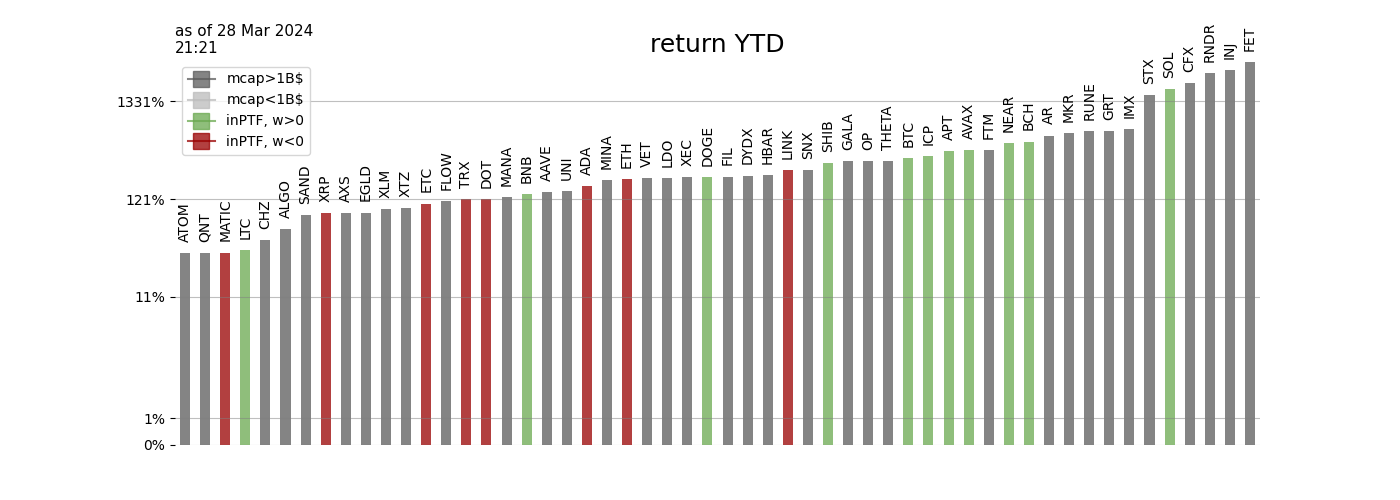 as of 28 Mar 2024
21:21
return YTD
mcap>1B$
mcap<1B$
inPTF, w>0
inPTF, w<0
1331%
121%
11%
1%
0%
ATOM
QNT
MATIC
LTC
CHZ
ALGO
SAND
XRP
AXS
EGLD
XLM
XTZ
ETC
FLOW
TRX
DOT
MANA
BNB
AAVE
UNI
ADA
MINA
ETH
VET
LDO
XEC
DOGE
FIL
DYDX
HBAR
LINK
SNX
SHIB
GALA
OP
THETA
BTC
ICP
APT
AVAX
FTM
NEAR
BCH
AR
MKR
RUNE
GRT
IMX
STX
SOL
CFX
RNDR
INJ
FET